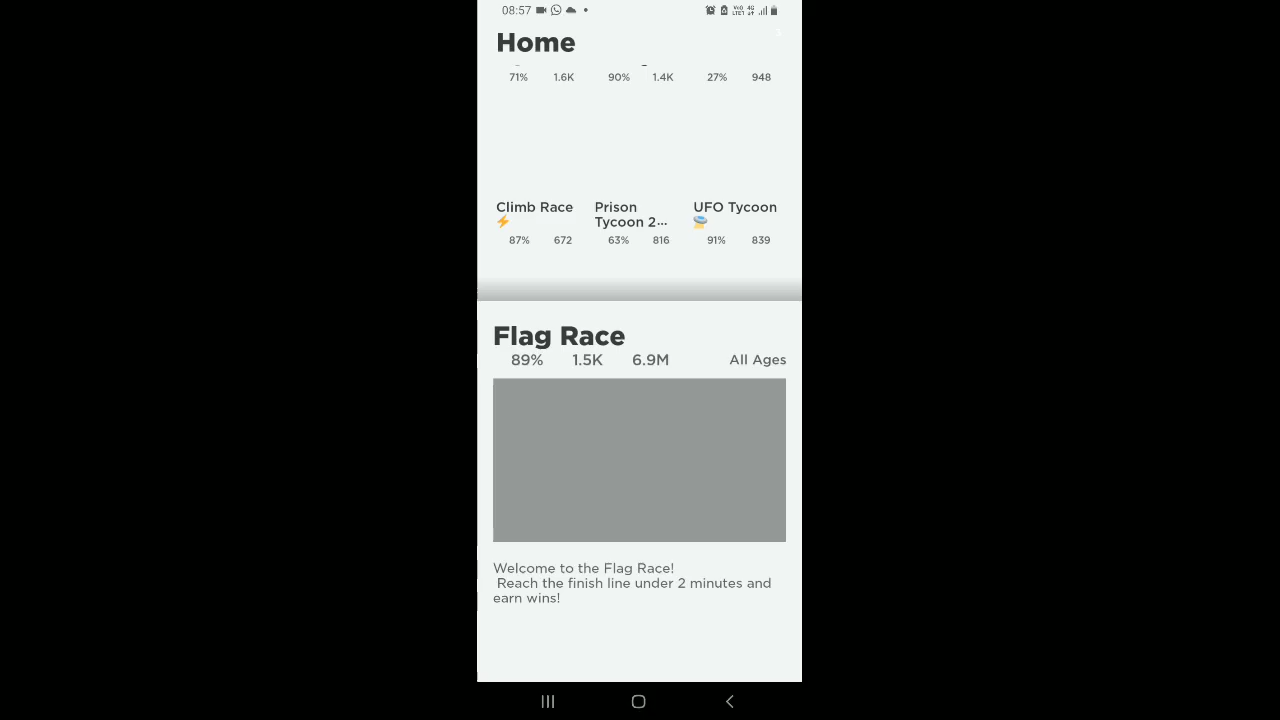 08:57
Home
71% 1.6K 90% 1.4K 27% 948
Climb Race ⚡ 
Prison Tycoon 2...
UFO Tycoon 🛸
87% 672 63% 816 91% 839
Flag Race
89% 1.5K 6.9M All Ages
Welcome to the Flag Race!
Reach the finish line under 2 minutes and
earn wins!